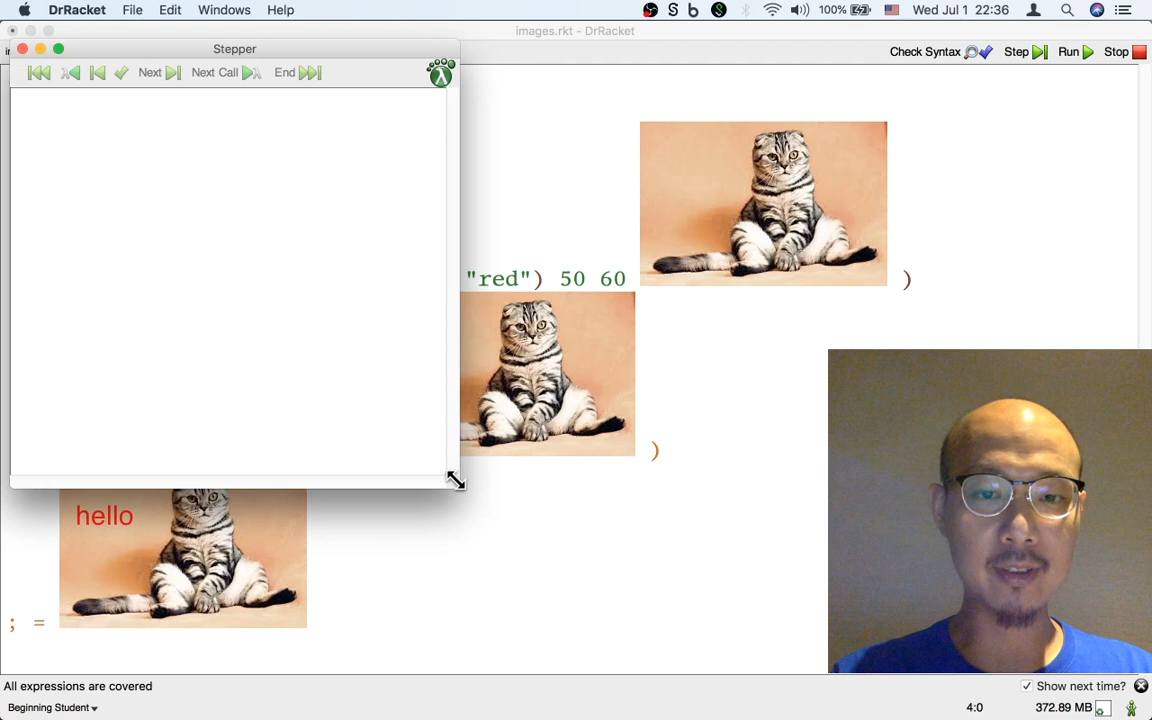 DrRacket File Edit Windows Help 100% Wed Jul 1 22:36
images.rkt - DrRacket
Stepper
Check Syntax Step Run Stop
Next Next Call End
"red") 50 60 )
)
hello
; =
All expressions are covered
Show next time?
Beginning Student
4:0
372.89 MB